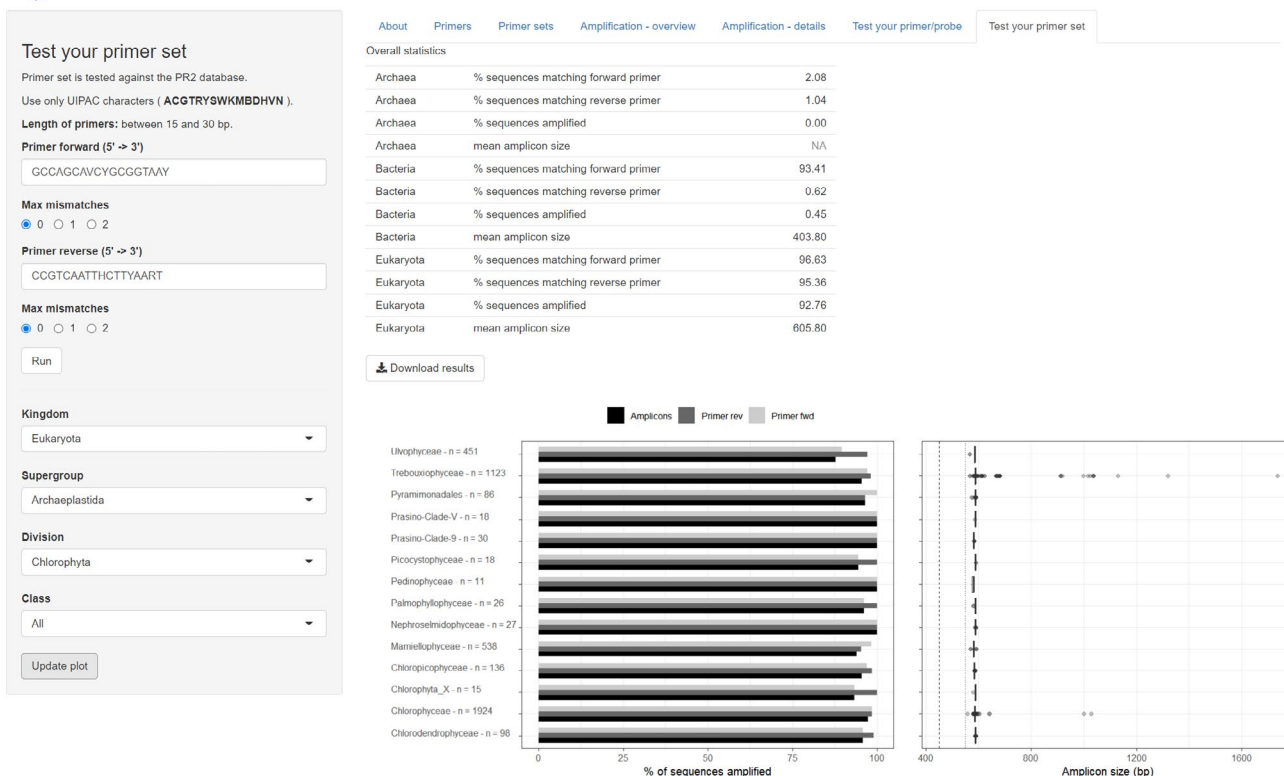 About Primers Primer sets Amplification - overview Amplification - details Test your primer/probe Test your primer set
Test your primer set
Primer set is tested against the PR2 database.
Use only UIPAC characters ( ACGTRYSWKMBDHVN ).
Length of primers: between 15 and 30 bp.
Primer forward (5' -> 3')
GCCAGCAVCYGCGGTAAY
Max mismatches
0 1 2
Primer reverse (5' -> 3')
CCGTCAATTHCTTYAART
Max mismatches
0 1 2
Run
Kingdom
Eukaryota
Supergroup
Archaeplastida
Division
Chlorophyta
Class
All
Update plot
Overall statistics
Archaea % sequences matching forward primer 2.08
Archaea % sequences matching reverse primer 1.04
Archaea % sequences amplified 0.00
Archaea mean amplicon size NA
Bacteria % sequences matching forward primer 93.41
Bacteria % sequences matching reverse primer 0.62
Bacteria % sequences amplified 0.45
Bacteria mean amplicon size 403.80
Eukaryota % sequences matching forward primer 96.63
Eukaryota % sequences matching reverse primer 95.36
Eukaryota % sequences amplified 92.76
Eukaryota mean amplicon size 605.80
Download results
Amplicons Primer rev Primer fwd
Ulvophyceae - n = 451
Trebouxiophyceae - n = 1123
Pyramimonadales - n = 86
Prasino-Clade-V - n = 18
Prasino-Clade-9 - n = 30
Picocystophyceae - n = 18
Pedinophyceae - n = 11
Palmophyllophyceae - n = 26
Nephroselmidophyceae - n = 27
Mamiellophyceae - n = 538
Chloropicophyceae - n = 136
Chlorophyta_X - n = 15
Chlorophyceae - n = 1924
Chlorodendrophyceae - n = 98
0 25 50 75 100
% of sequences amplified
400 800 1200 1600
Amplicon size (bp)